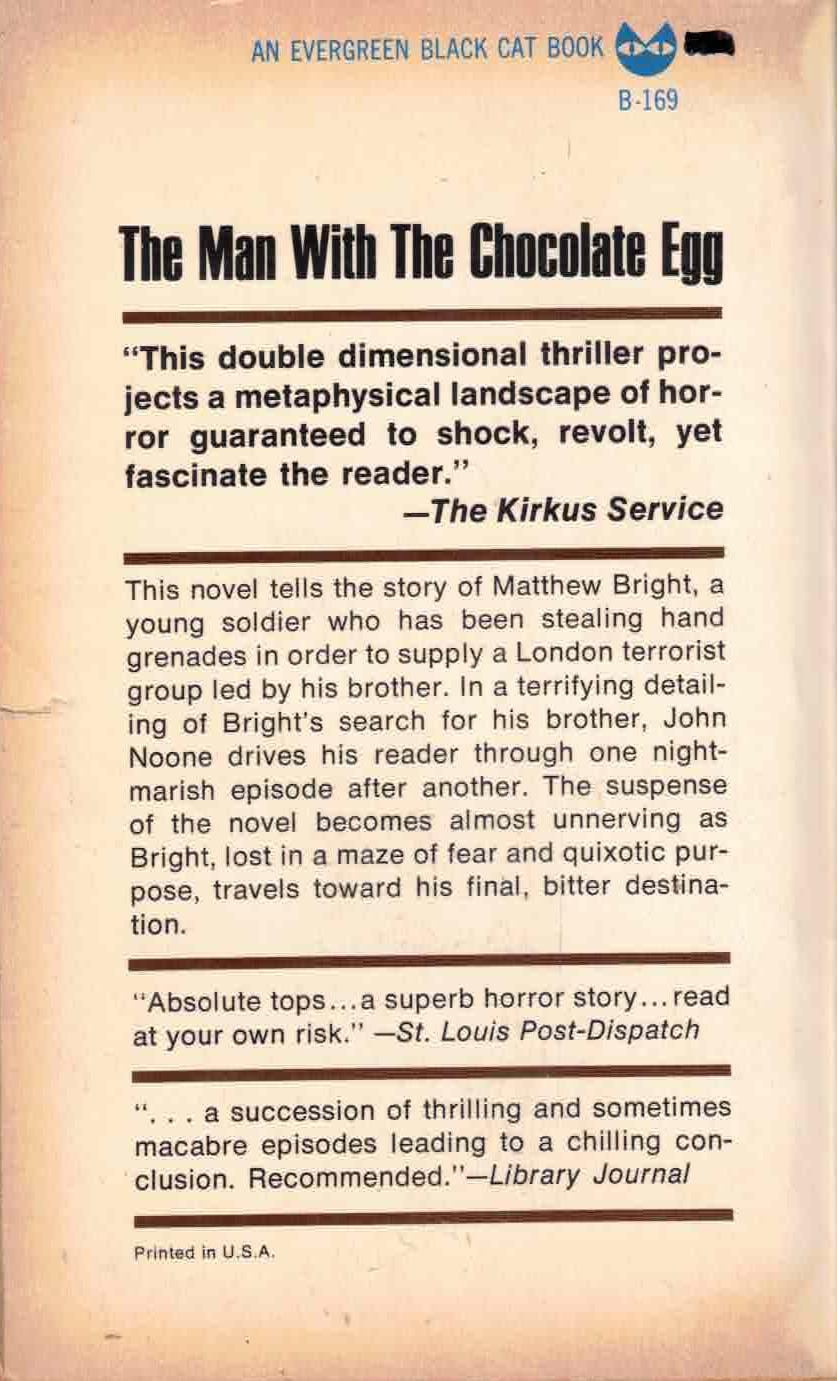 AN EVERGREEN BLACK CAT BOOK
B-169
The Man With The Chocolate Egg
“This double dimensional thriller pro-
jects a metaphysical landscape of hor-
ror guaranteed to shock, revolt, yet
fascinate the reader.”
—The Kirkus Service
This novel tells the story of Matthew Bright, a
young soldier who has been stealing hand
grenades in order to supply a London terrorist
group led by his brother. In a terrifying detail-
ing of Bright's search for his brother, John
Noone drives his reader through one night-
marish episode after another. The suspense
of the novel becomes almost unnerving as
Bright, lost in a maze of fear and quixotic pur-
pose, travels toward his final, bitter destina-
tion.
“Absolute tops...a superb horror story...read
at your own risk.” —St. Louis Post-Dispatch
“. . . a succession of thrilling and sometimes
macabre episodes leading to a chilling con-
clusion. Recommended.”—Library Journal
Printed in U.S.A.